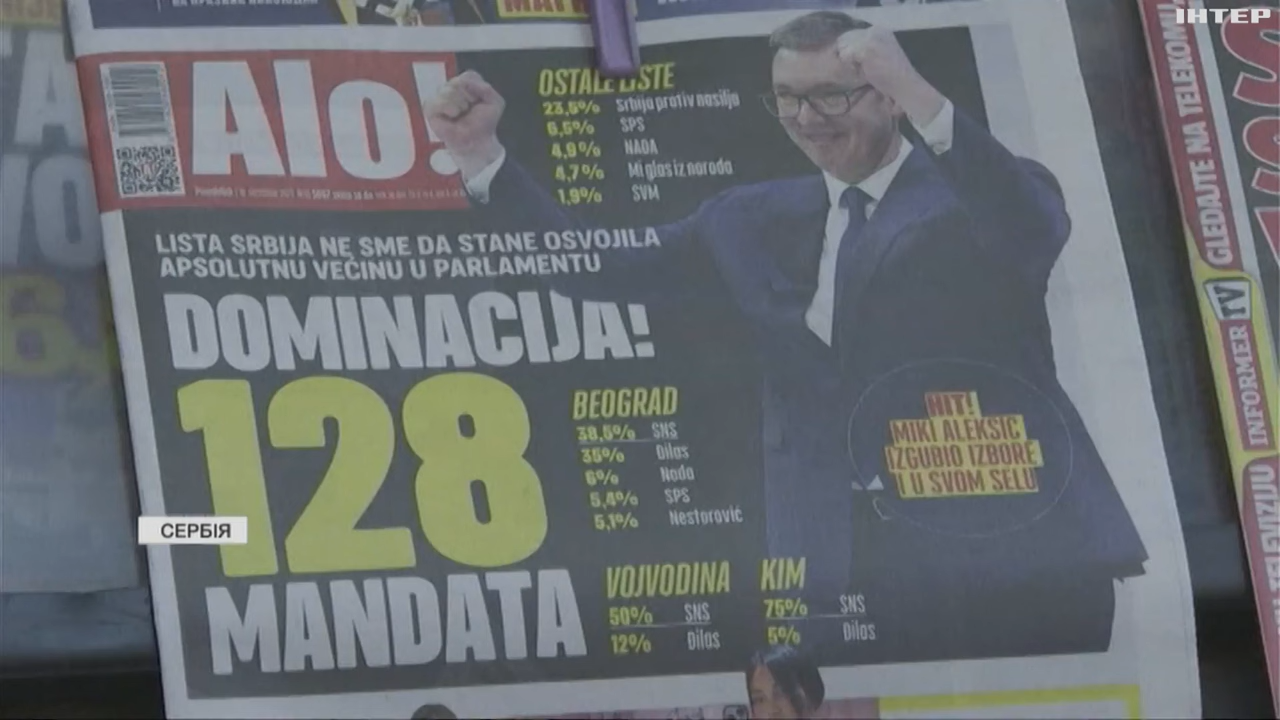 ІНТЕР
Alo!
OSTALE LISTE
23,5% Srbija protiv nasilja
6,5% SPS
4,9% NADA
4,7% Mi glas iz naroda
1,9% SVM
LISTA SRBIJA NE SME DA STANE OSVOJILA
APSOLUTNU VEĆINU U PARLAMENTU
DOMINACIJA!
128
MANDATA
BEOGRAD
38,5% SNS
35% Đilas
6% Nada
5,4% SPS
5,1% Nestorović
HIT!
MIKI ALEKSIĆ
IZGUBIO IZBORE
I U SVOM SELU
VOJVODINA
50% SNS
12% Đilas
KIM
75% SNS
5% Đilas
СЕРБІЯ
GLEDAJTE NA TELEKOMU
INFORMER TV